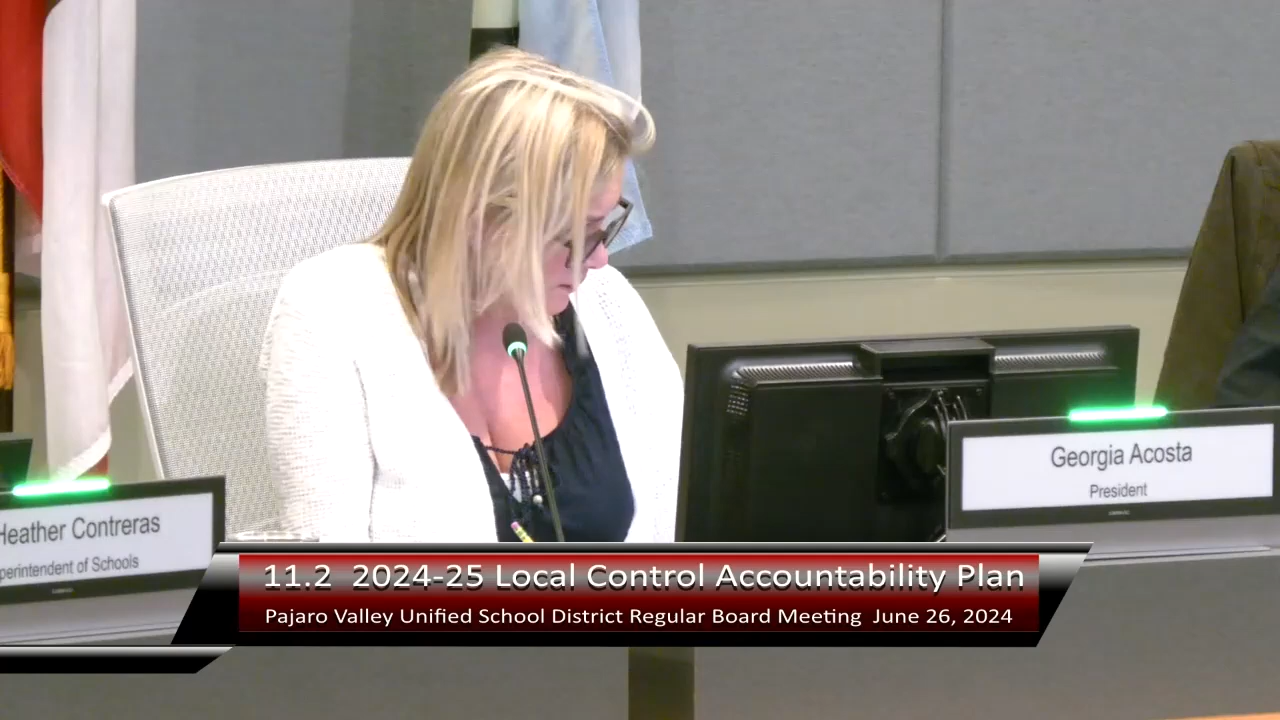 Georgia Acosta
President
Heather Contreras
perintendent of Schools
11.2 2024-25 Local Control Accountability Plan
Pajaro Valley Unified School District Regular Board Meeting June 26, 2024